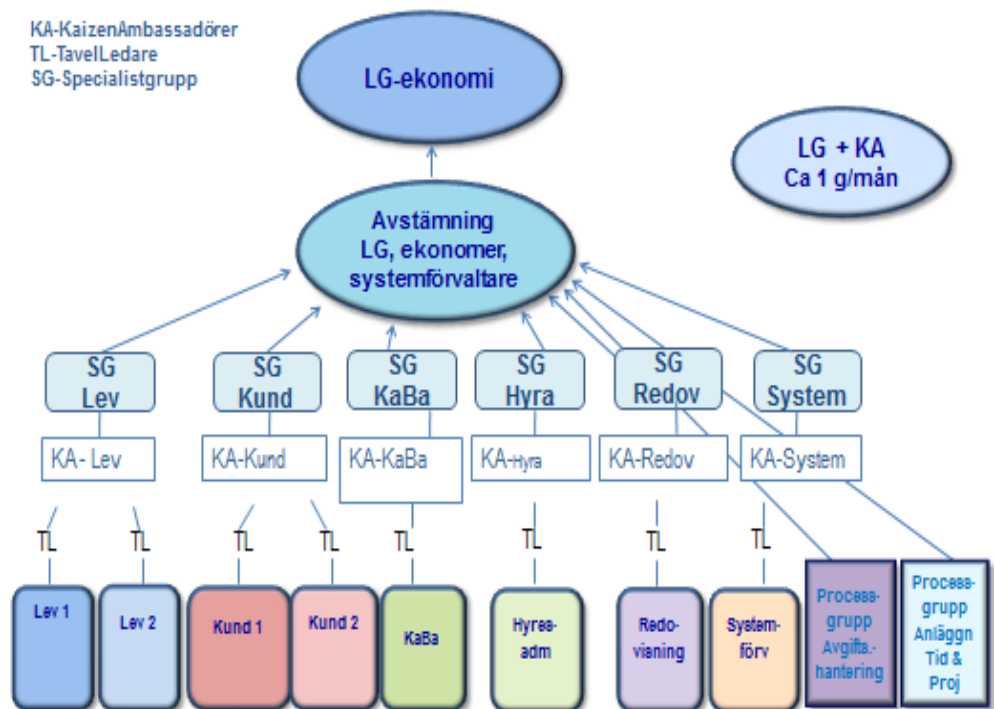 KA-KaizenAmbassadörer
TL-TavelLedare
SG-Specialistgrupp
LG-ekonomi
LG + KA
Ca 1 g/mån
Avstämning
LG, ekonomer,
systemförvaltare
SG
Lev
SG
Kund
SG
KaBa
SG
Hyra
SG
Redov
SG
System
KA- Lev
KA-Kund
KA-KaBa
KA-Hyra
KA-Redov
KA-System
TL
TL
TL
TL
TL
TL
TL
TL
Lev 1
Lev 2
Kund 1
Kund 2
KaBa
Hyres-
adm
Redo-
visning
System-
förv
Process-
grupp
Avgifts.-
hantering
Process-
grupp
Anläggn
Tid &
Proj